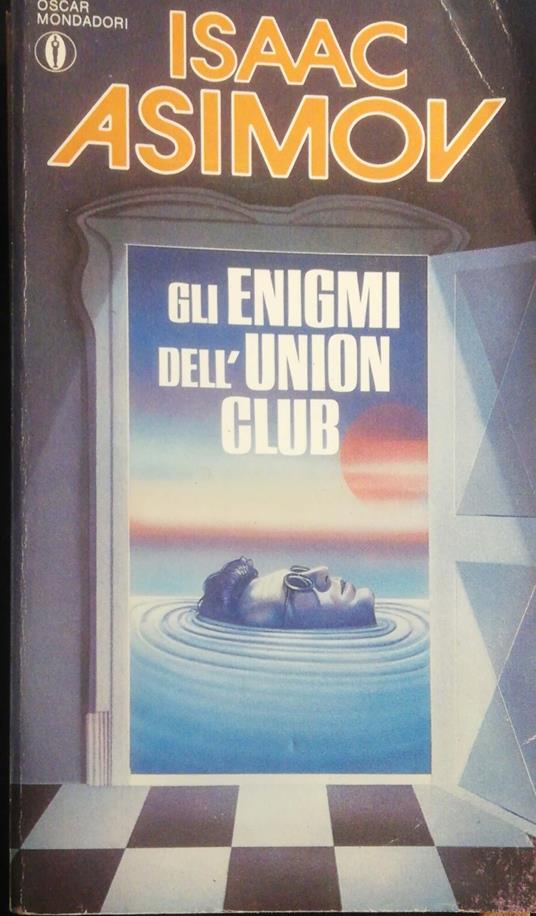 OSCAR
MONDADORI
ISAAC
ASIMOV
GLI ENIGMI
DELL'UNION
CLUB